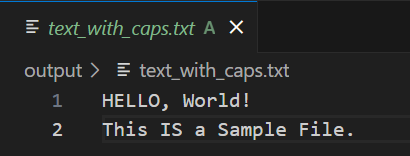 text_with_caps.txt A ×
output > text_with_caps.txt
1 HELLO, World!
2 This IS a Sample File.